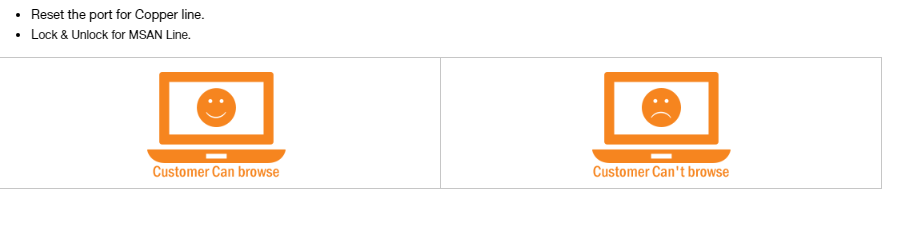 • Reset the port for Copper line.
• Lock & Unlock for MSAN Line.
Customer Can browse
Customer Can't browse